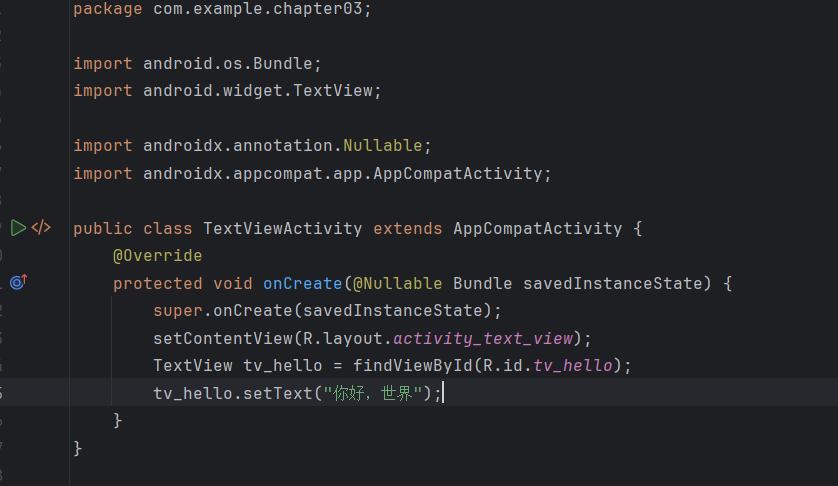 package com.example.chapter03;
import android.os.Bundle;
import android.widget.TextView;
import androidx.annotation.Nullable;
import androidx.appcompat.app.AppCompatActivity;
public class TextViewActivity extends AppCompatActivity {
@Override
protected void onCreate(@Nullable Bundle savedInstanceState) {
super.onCreate(savedInstanceState);
setContentView(R.layout.activity_text_view);
TextView tv_hello = findViewById(R.id.tv_hello);
tv_hello.setText("你好，世界");
}
}